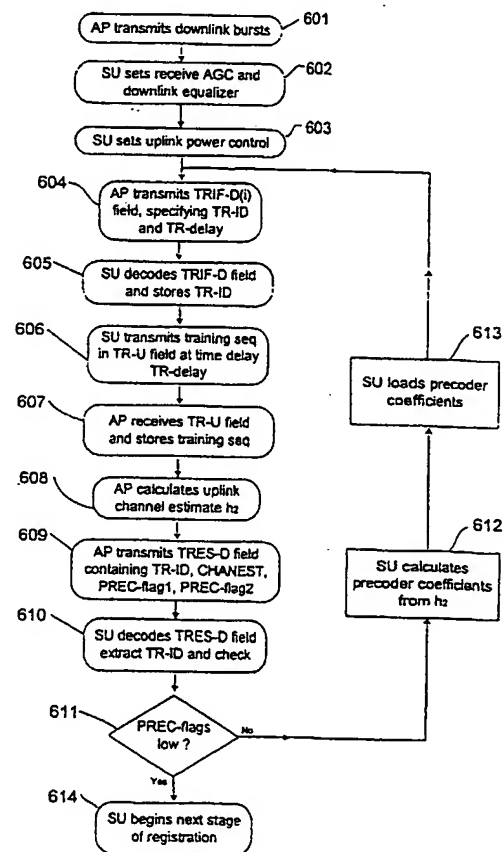 601
AP transmits downlink bursts
602
SU sets receive AGC and
downlink equalizer
603
SU sets uplink power control
604
AP transmits TRIF-D(i)
field, specifying TR-ID
and TR-delay
605
SU decodes TRIF-D field
and stores TR-ID
606
SU transmits training seq
in TR-U field at time delay
TR-delay
607
AP receives TR-U field
and stores training seq
608
AP calculates uplink
channel estimate h₂
609
AP transmits TRES-D field
containing TR-ID, CHANEST,
PREC-flag1, PREC-flag2
610
SU decodes TRES-D field
extract TR-ID and check
611
PREC-flags
low ?
No
Yes
614
SU begins next stage
of registration
612
SU calculates
precoder coefficients
from h₂
613
SU loads precoder
coefficients